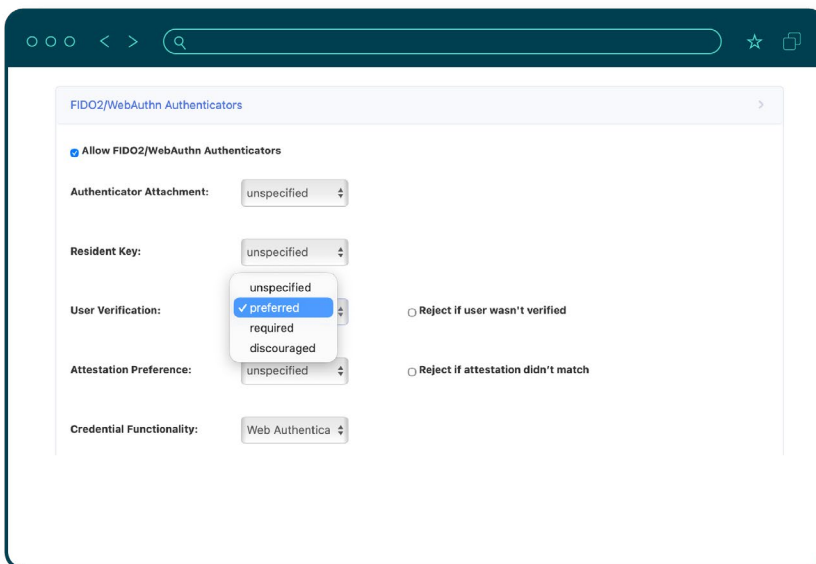 FIDO2/WebAuthn Authenticators
Allow FIDO2/WebAuthn Authenticators
Authenticator Attachment: unspecified
Resident Key: unspecified
unspecified
User Verification: ✓ preferred Reject if user wasn't verified
required
discouraged
Attestation Preference: unspecified Reject if attestation didn't match
Credential Functionality: Web Authentica